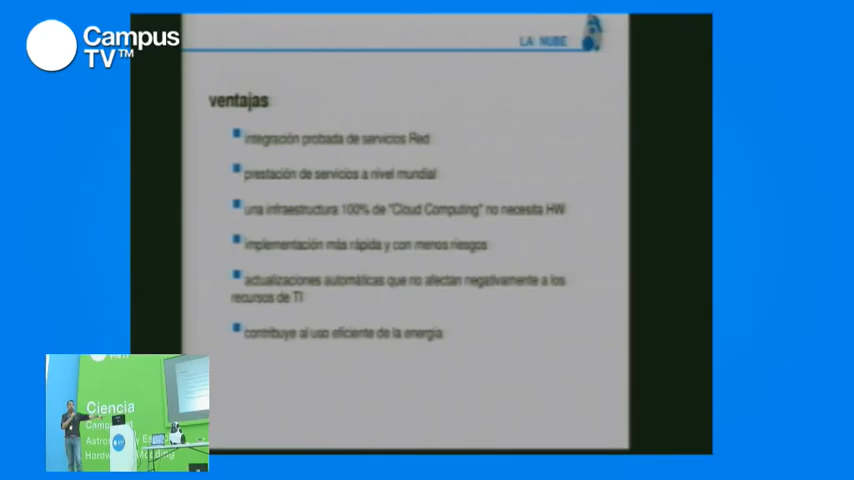 Campus
TV™
LA NUBE
ventajas
integración probada de servicios Red
prestación de servicios a nivel mundial
una infraestructura 100% de "Cloud Computing" no necesita HW
implementación más rápida y con menos riesgos
actualizaciones automáticas que no afectan negativamente a los
recursos de TI
contribuye al uso eficiente de la energía
Ciencia